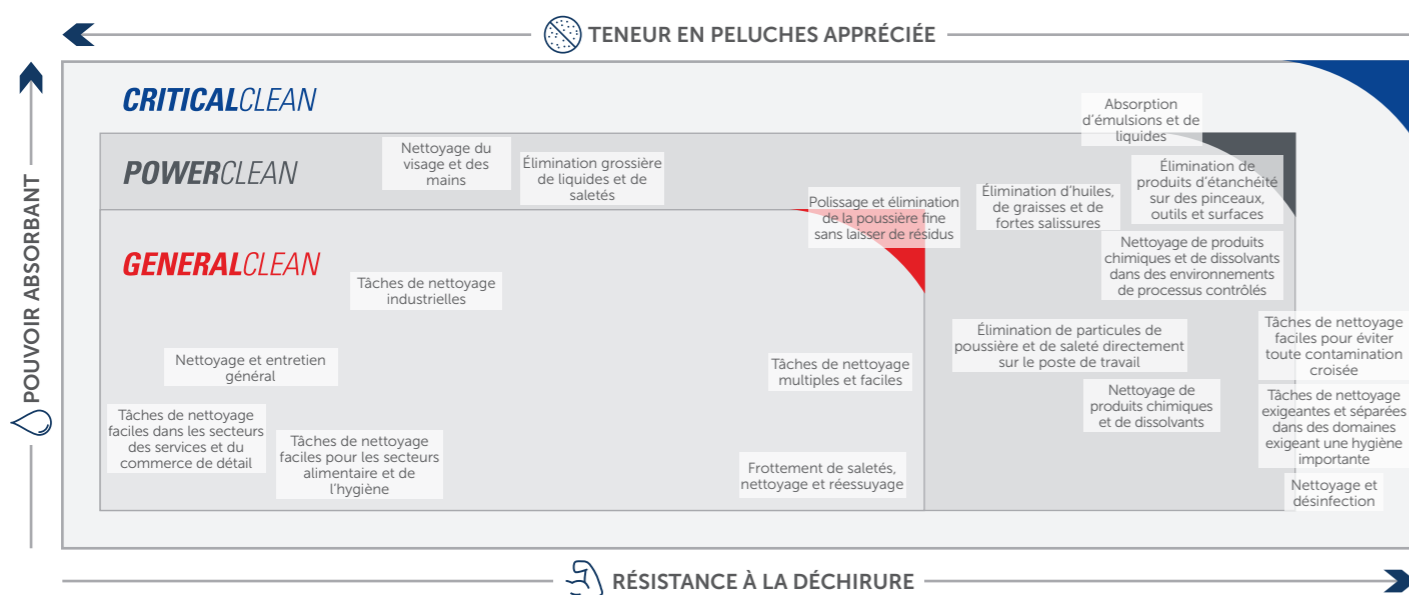 TENEUR EN PELUCHES APPRÉCIÉE
POUVOIR ABSORBANT
CRITICALCLEAN
Absorption
d'émulsions et de
liquides
POWERCLEAN
Nettoyage du
visage et des
mains
Élimination grossière
de liquides et de
saletés
Polissage et élimination
de la poussière fine
sans laisser de résidus
Élimination d'huiles,
de graisses et de
fortes salissures
Élimination de
produits d'étanchéité
sur des pinceaux,
outils et surfaces
Nettoyage de produits
chimiques et de dissolvants
dans des environnements
de processus contrôlés
GENERALCLEAN
Tâches de nettoyage
industrielles
Nettoyage et entretien
général
Tâches de nettoyage
multiples et faciles
Élimination de particules de
poussière et de saleté directement
sur le poste de travail
Tâches de nettoyage
faciles pour éviter
toute contamination
croisée
Tâches de nettoyage
faciles dans les secteurs
des services et du
commerce de détail
Tâches de nettoyage
faciles pour les secteurs
alimentaire et de
l'hygiène
Frottement de saletés,
nettoyage et réessuyage
Nettoyage de
produits chimiques
et de dissolvants
Tâches de nettoyage
exigeantes et séparées
dans des domaines
exigeant une hygiène
importante
Nettoyage et
désinfection
RÉSISTANCE À LA DÉCHIRURE